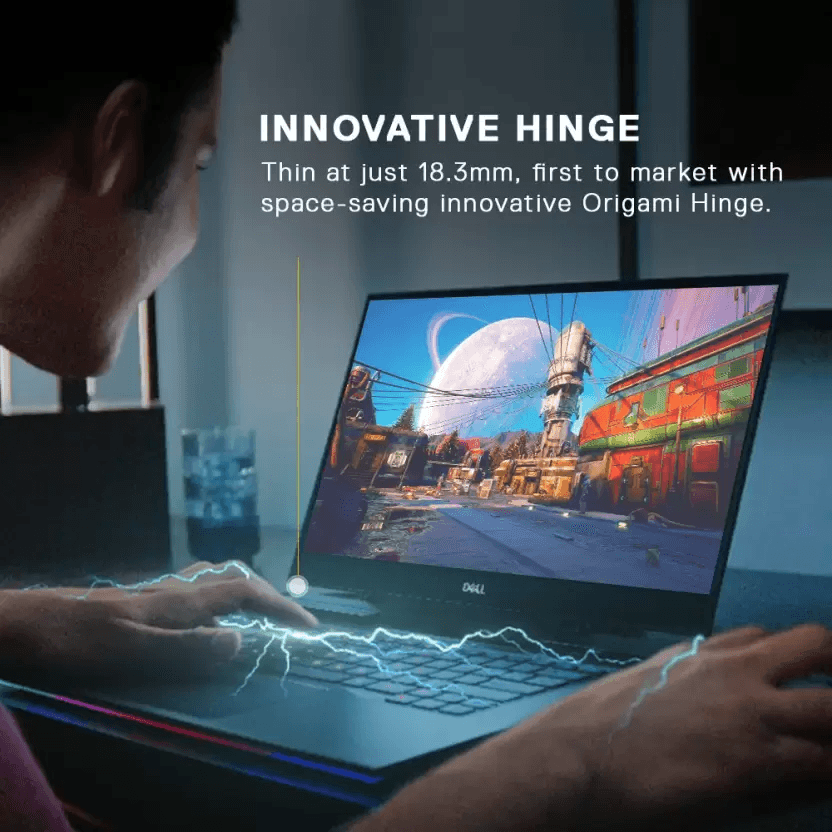 INNOVATIVE HINGE
Thin at just 18.3mm, first to market with
space-saving innovative Origami Hinge.
DELL